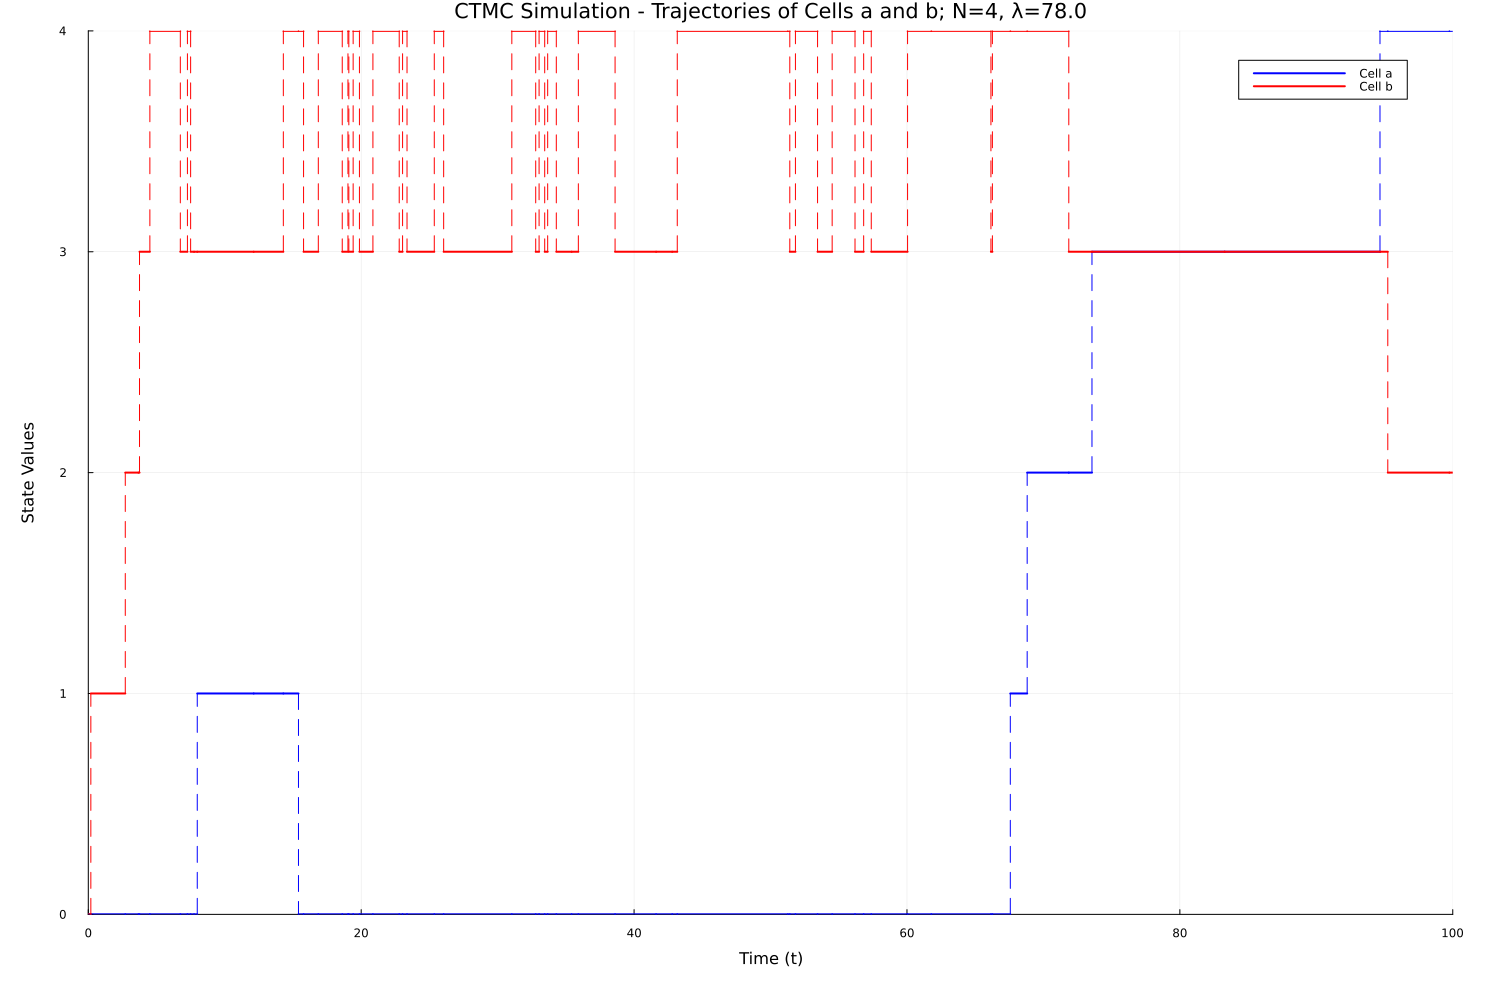 CTMC Simulation - Trajectories of Cells a and b; N=4, λ=78.0
4
Cell a
Cell b
3
State Values
2
1
0
0 20 40 60 80 100
Time (t)